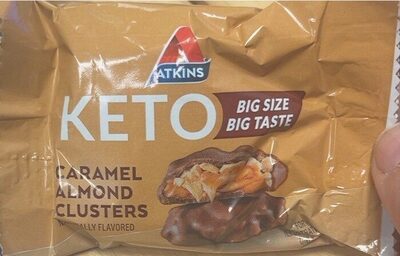 ATKINS
KETO
BIG SIZE
BIG TASTE
CARAMEL
ALMOND
CLUSTERS
FLAVORED